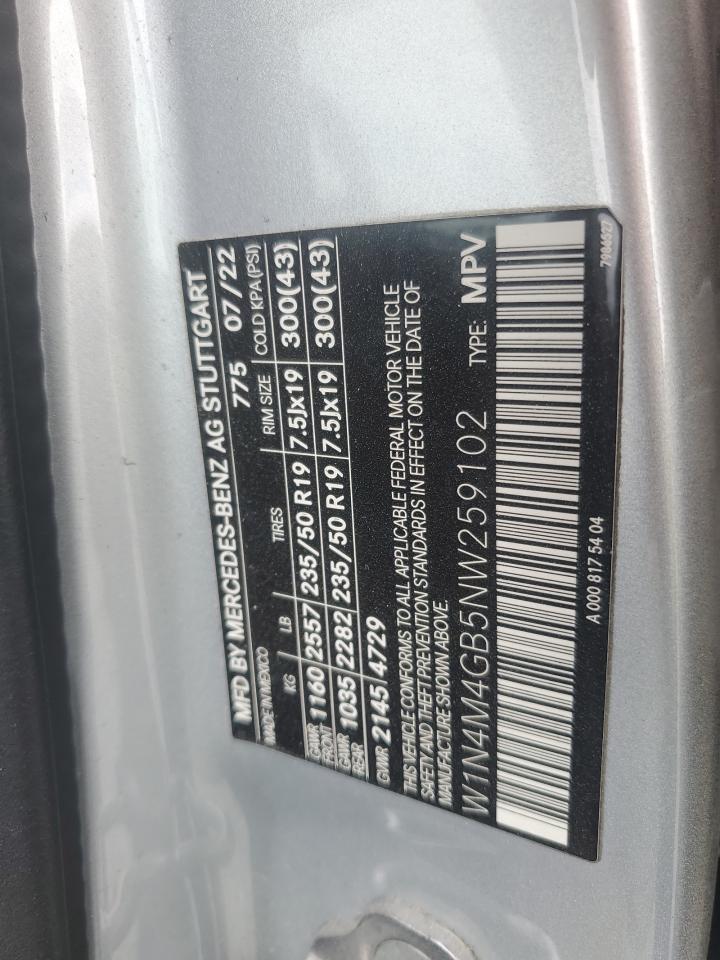 MFD BY MERCEDES-BENZ AG STUTTGART
MADE IN MEXICO 775 07/22
KG LB TIRES RIM SIZE COLD KPA(PSI)
GAWR FRONT 1160 2557 235/50 R19 7.5Jx19 300(43)
GAWR REAR 1035 2282 235/50 R19 7.5Jx19 300(43)
GVWR 2145 4729
THIS VEHICLE CONFORMS TO ALL APPLICABLE FEDERAL MOTOR VEHICLE
SAFETY AND THEFT PREVENTION STANDARDS IN EFFECT ON THE DATE OF
MANUFACTURE SHOWN ABOVE.
W1N4M4GB5NW259102 TYPE: MPV
A 000 817 54 04 7904627